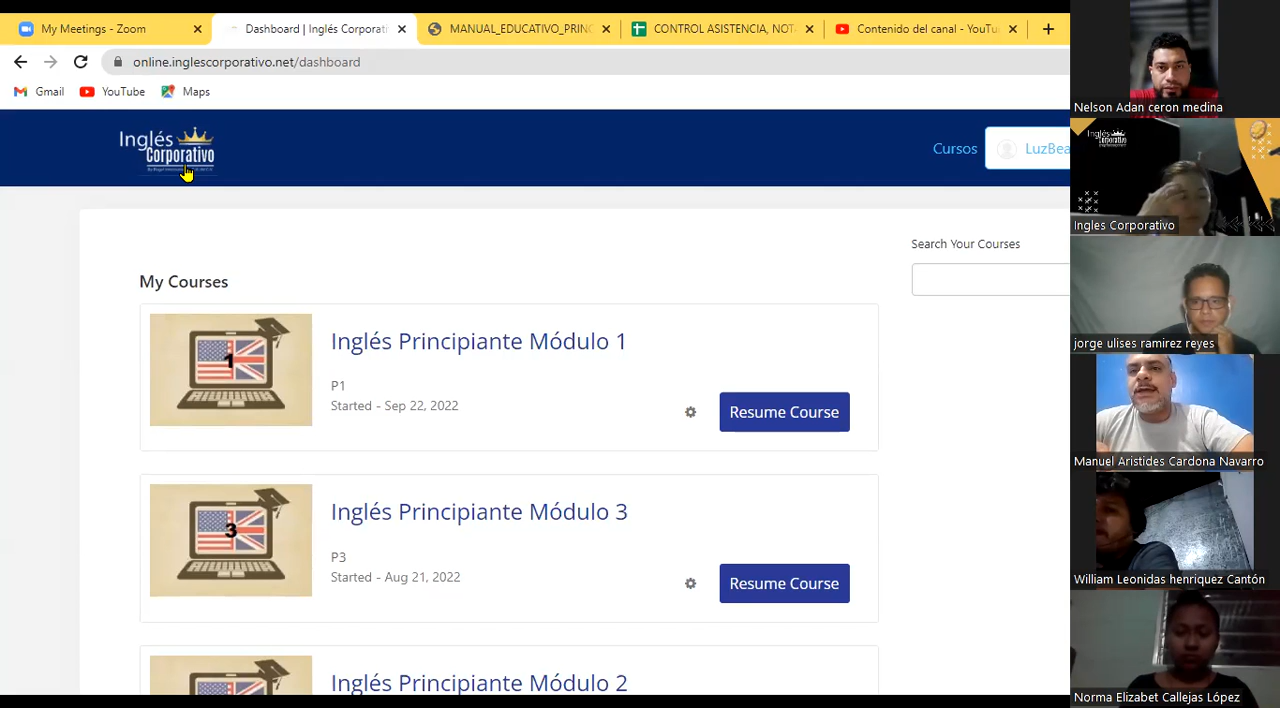 My Meetings - Zoom
Dashboard | Inglés Corporati
MANUAL_EDUCATIVO_PRINC
CONTROL ASISTENCIA, NOT
Contenido del canal - YouTu
online.inglescorporativo.net/dashboard
Gmail
YouTube
Maps
Inglés
Corporativo
Cursos
LuzBea
Search Your Courses
My Courses
1
Inglés Principiante Módulo 1
P1
Started - Sep 22, 2022
Resume Course
3
Inglés Principiante Módulo 3
P3
Started - Aug 21, 2022
Resume Course
Inglés Principiante Módulo 2
Nelson Adan ceron medina
Inglés
Corporativo
Ingles Corporativo
jorge ulises ramirez reyes
Manuel Aristides Cardona Navarro
William Leonidas henriquez Cantón
Norma Elizabet Callejas López